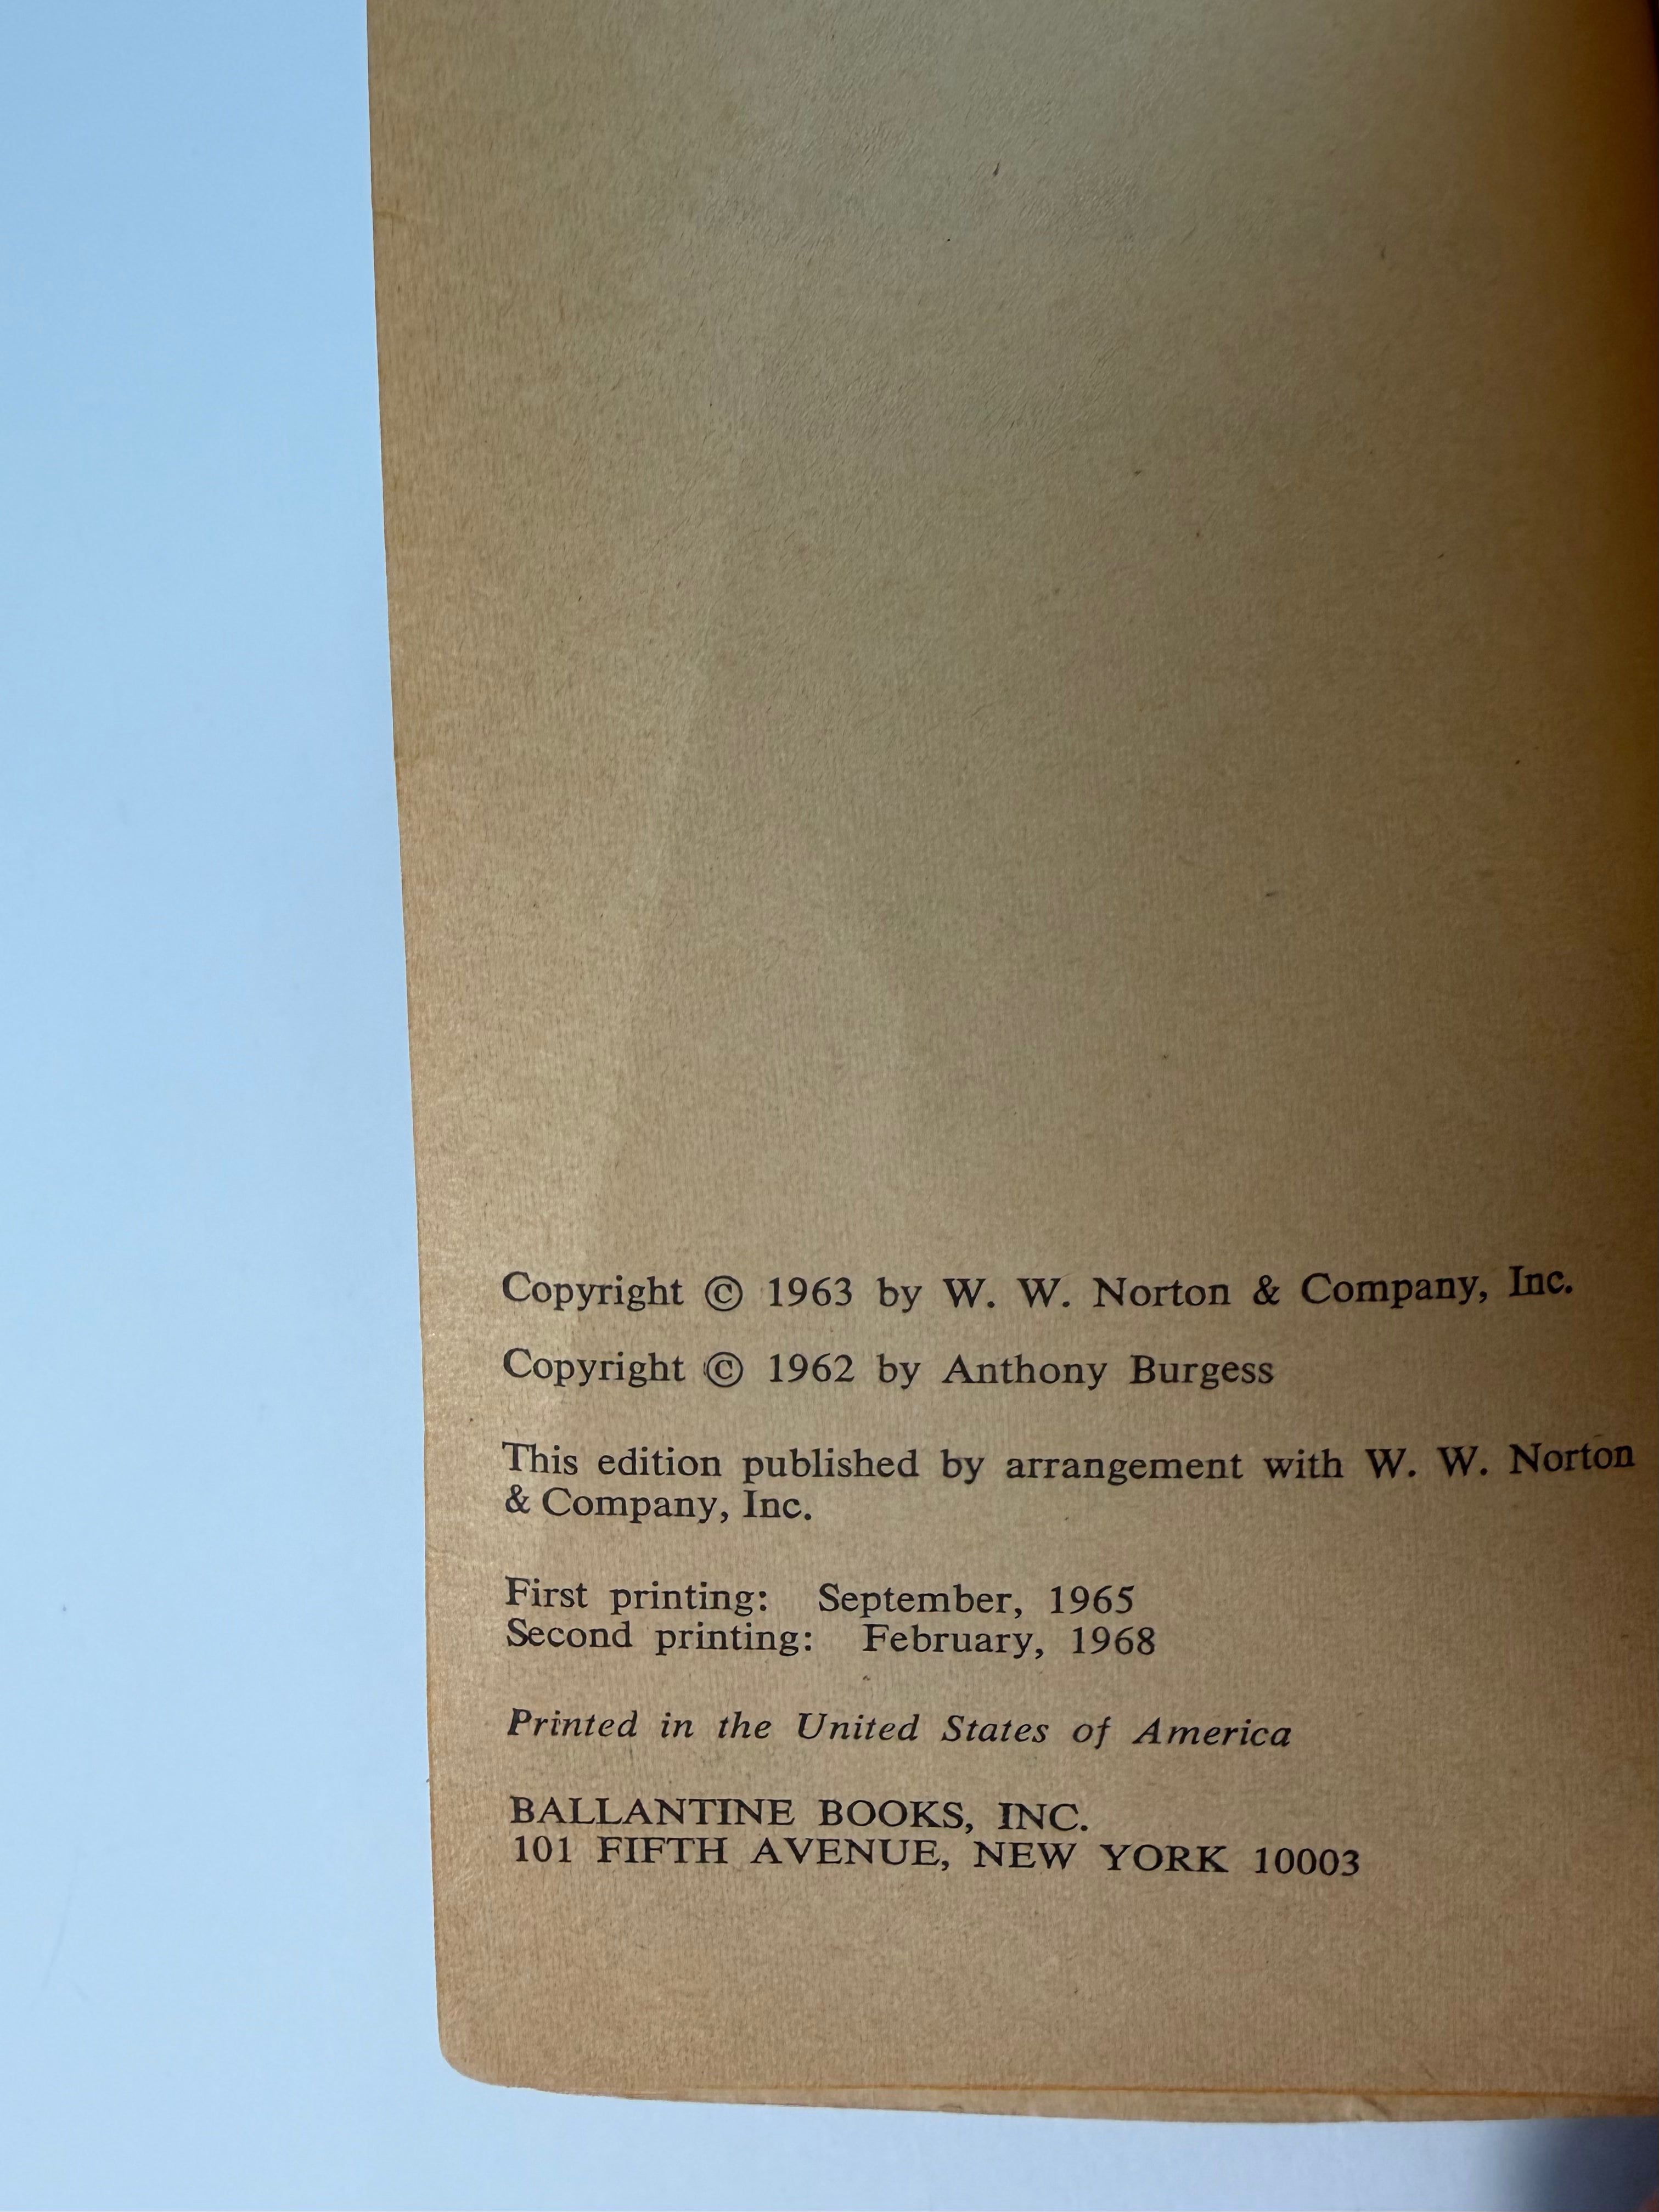 Copyright © 1963 by W. W. Norton & Company, Inc.
Copyright © 1962 by Anthony Burgess
This edition published by arrangement with W. W. Norton
& Company, Inc.
First printing: September, 1965
Second printing: February, 1968
Printed in the United States of America
BALLANTINE BOOKS, INC.
101 FIFTH AVENUE, NEW YORK 10003